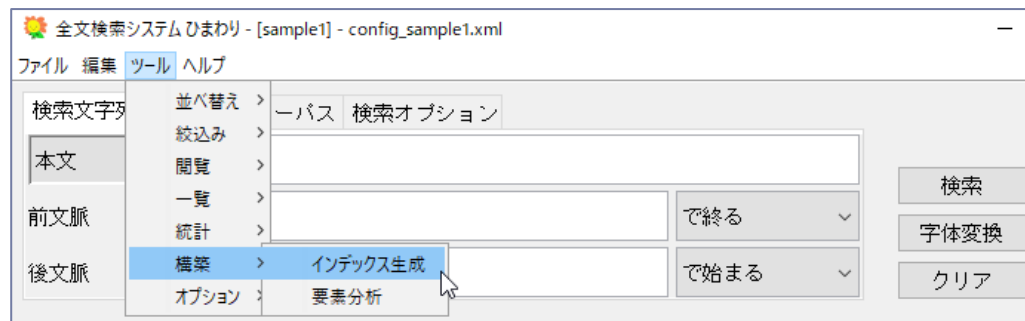 全文検索システム ひまわり - [sample1] - config_sample1.xml
ファイル 編集 ツール ヘルプ
検索文字列 ーパス 検索オプション
並べ替え
絞込み
本文
閲覧
検索
一覧
前文脈
で終る
統計
字体変換
構築
インデックス生成
後文脈
で始まる
クリア
オプション
要素分析